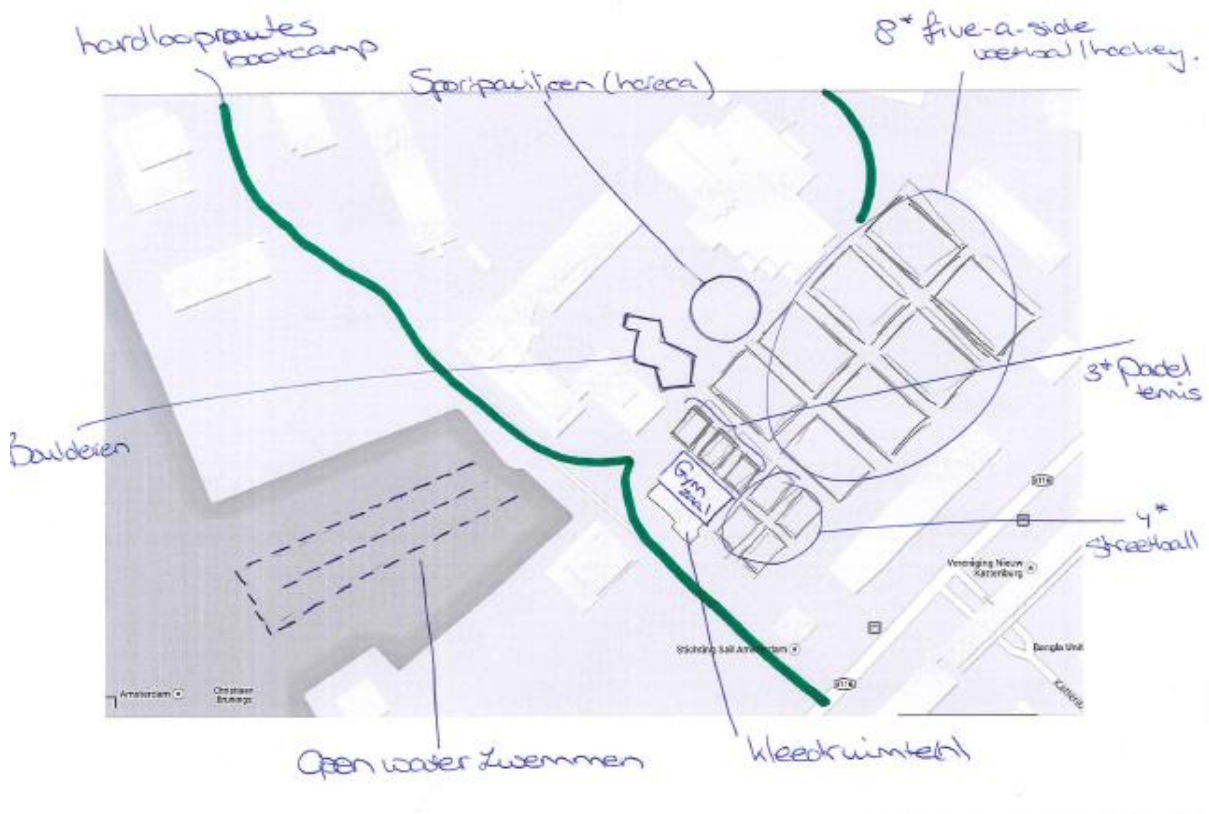 hardlooproutes
bootcamp
8* five-a-side
voetbal/hockey.
Sportpaviljoen (horeca)
3* Padel
tennis
Boulderen
Gym
zaal
4*
streetball
S116
Vereniging Nieuw
Kattenburg
Stichting Sail Amsterdam
Bangla Unit
S116
Amsterdam
Christiaan
Brunings
Open water zwemmen
kleedruimte